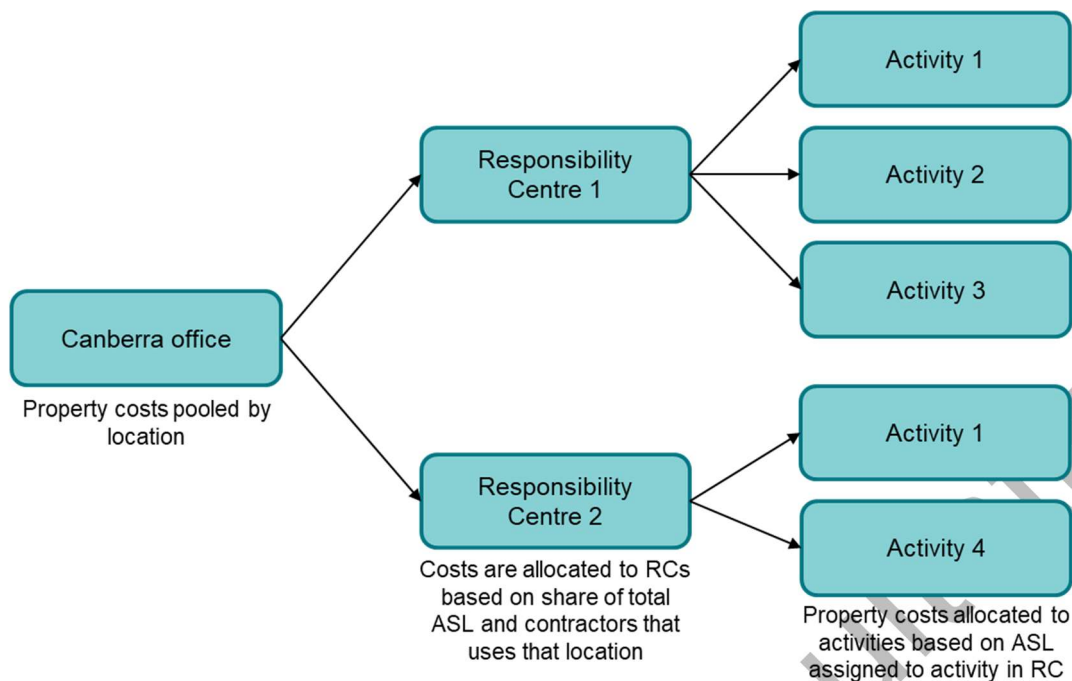 Activity 1
Responsibility
Centre 1
Activity 2
Activity 3
Canberra office
Property costs pooled by
location
Activity 1
Responsibility
Centre 2
Activity 4
Costs are allocated to RCs
based on share of total
ASL and contractors that
uses that location
Property costs allocated to
activities based on ASL
assigned to activity in RC